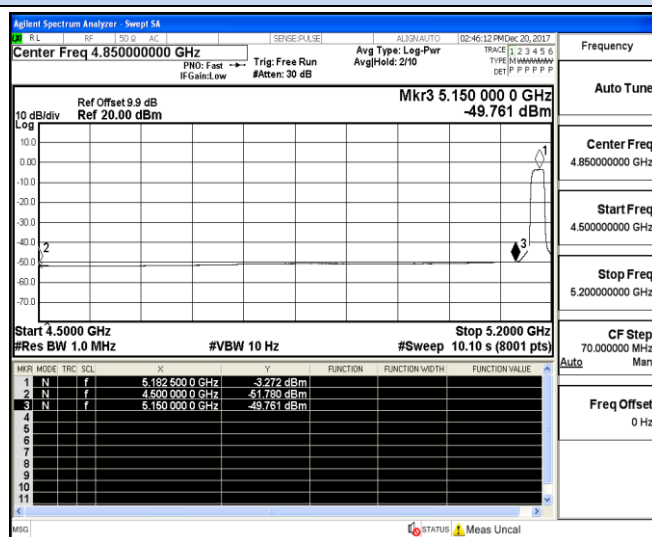 Agilent Spectrum Analyzer - Swept SA
RL RF 50 Ω AC SENSE:PULSE ALIGN AUTO 02:46:12 PM Dec 20, 2017
Center Freq 4.850000000 GHz
PNO: Fast
IFGain:Low
Trig: Free Run
#Atten: 30 dB
Avg Type: Log-Pwr
Avg|Hold: 2/10
TRACE 1 2 3 4 5 6
TYPE M W W W W W
DET P P P P P P
Mkr3 5.150 000 0 GHz
-49.761 dBm
10 dB/div
Log
Ref Offset 9.9 dB
Ref 20.00 dBm
10.0
0.00
-10.0
-20.0
-30.0
-40.0
-50.0
-60.0
-70.0
1
2
3
Start 4.5000 GHz Stop 5.2000 GHz
#Res BW 1.0 MHz #VBW 10 Hz #Sweep 10.10 s (8001 pts)
MKR MODE TRC SCL X Y FUNCTION FUNCTION WIDTH FUNCTION VALUE
1 N f 5.182 500 0 GHz -3.272 dBm
2 N f 4.500 000 0 GHz -51.780 dBm
3 N f 5.150 000 0 GHz -49.761 dBm
4
5
6
7
8
9
10
11
MSG STATUS Meas Uncal
Frequency
Auto Tune
Center Freq
4.850000000 GHz
Start Freq
4.500000000 GHz
Stop Freq
5.200000000 GHz
CF Step
70.000000 MHz
Auto Man
Freq Offset
0 Hz